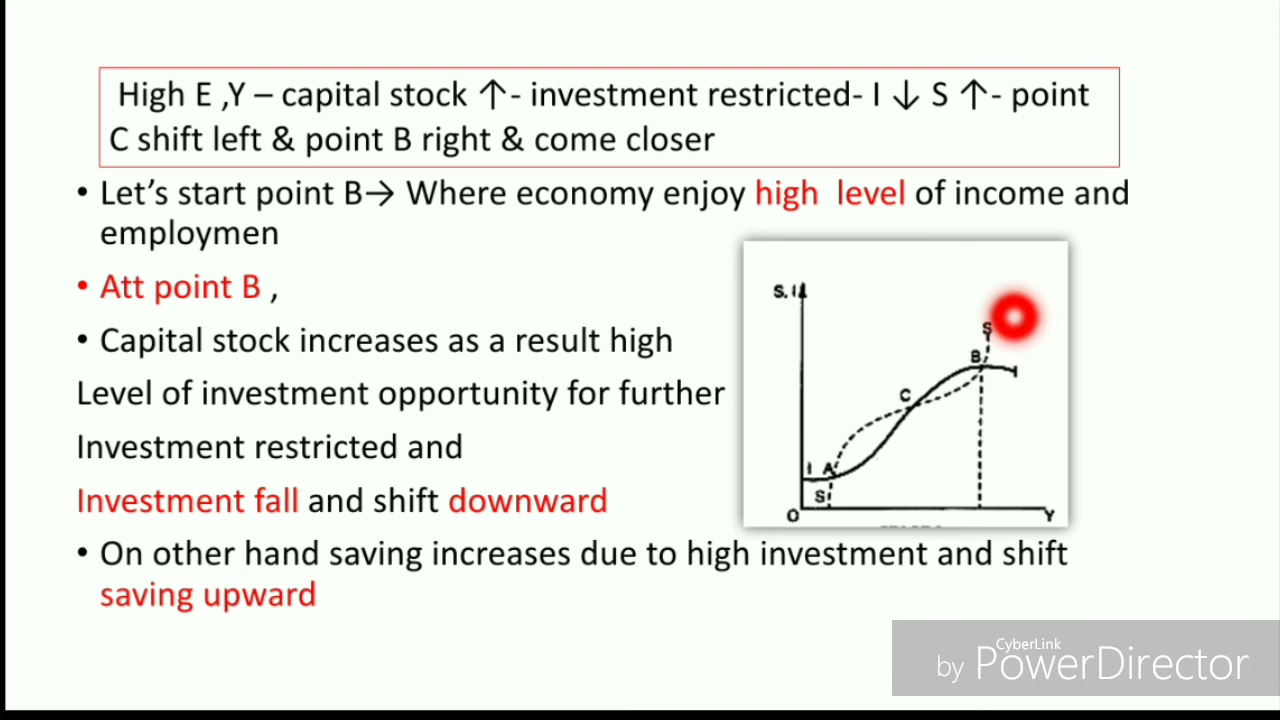 High E ,Y – capital stock ↑- investment restricted- I ↓ S ↑- point
C shift left & point B right & come closer
• Let’s start point B→ Where economy enjoy high level of income and
employmen
• Att point B ,
• Capital stock increases as a result high
Level of investment opportunity for further
Investment restricted and
Investment fall and shift downward
• On other hand saving increases due to high investment and shift
saving upward
S. I
S
B
I
C
I A
S
O
Y
CyberLink
by PowerDirector